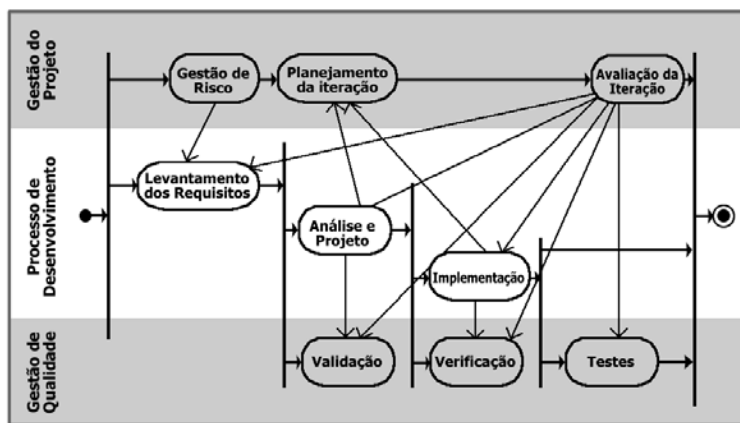 Gestão do
Projeto
Gestão de
Risco
Planejamento
da iteração
Avaliação da
Iteração
Processo de
Desenvolvimento
Levantamento
dos Requisitos
Análise e
Projeto
Implementação
Gestão de
Qualidade
Validação
Verificação
Testes